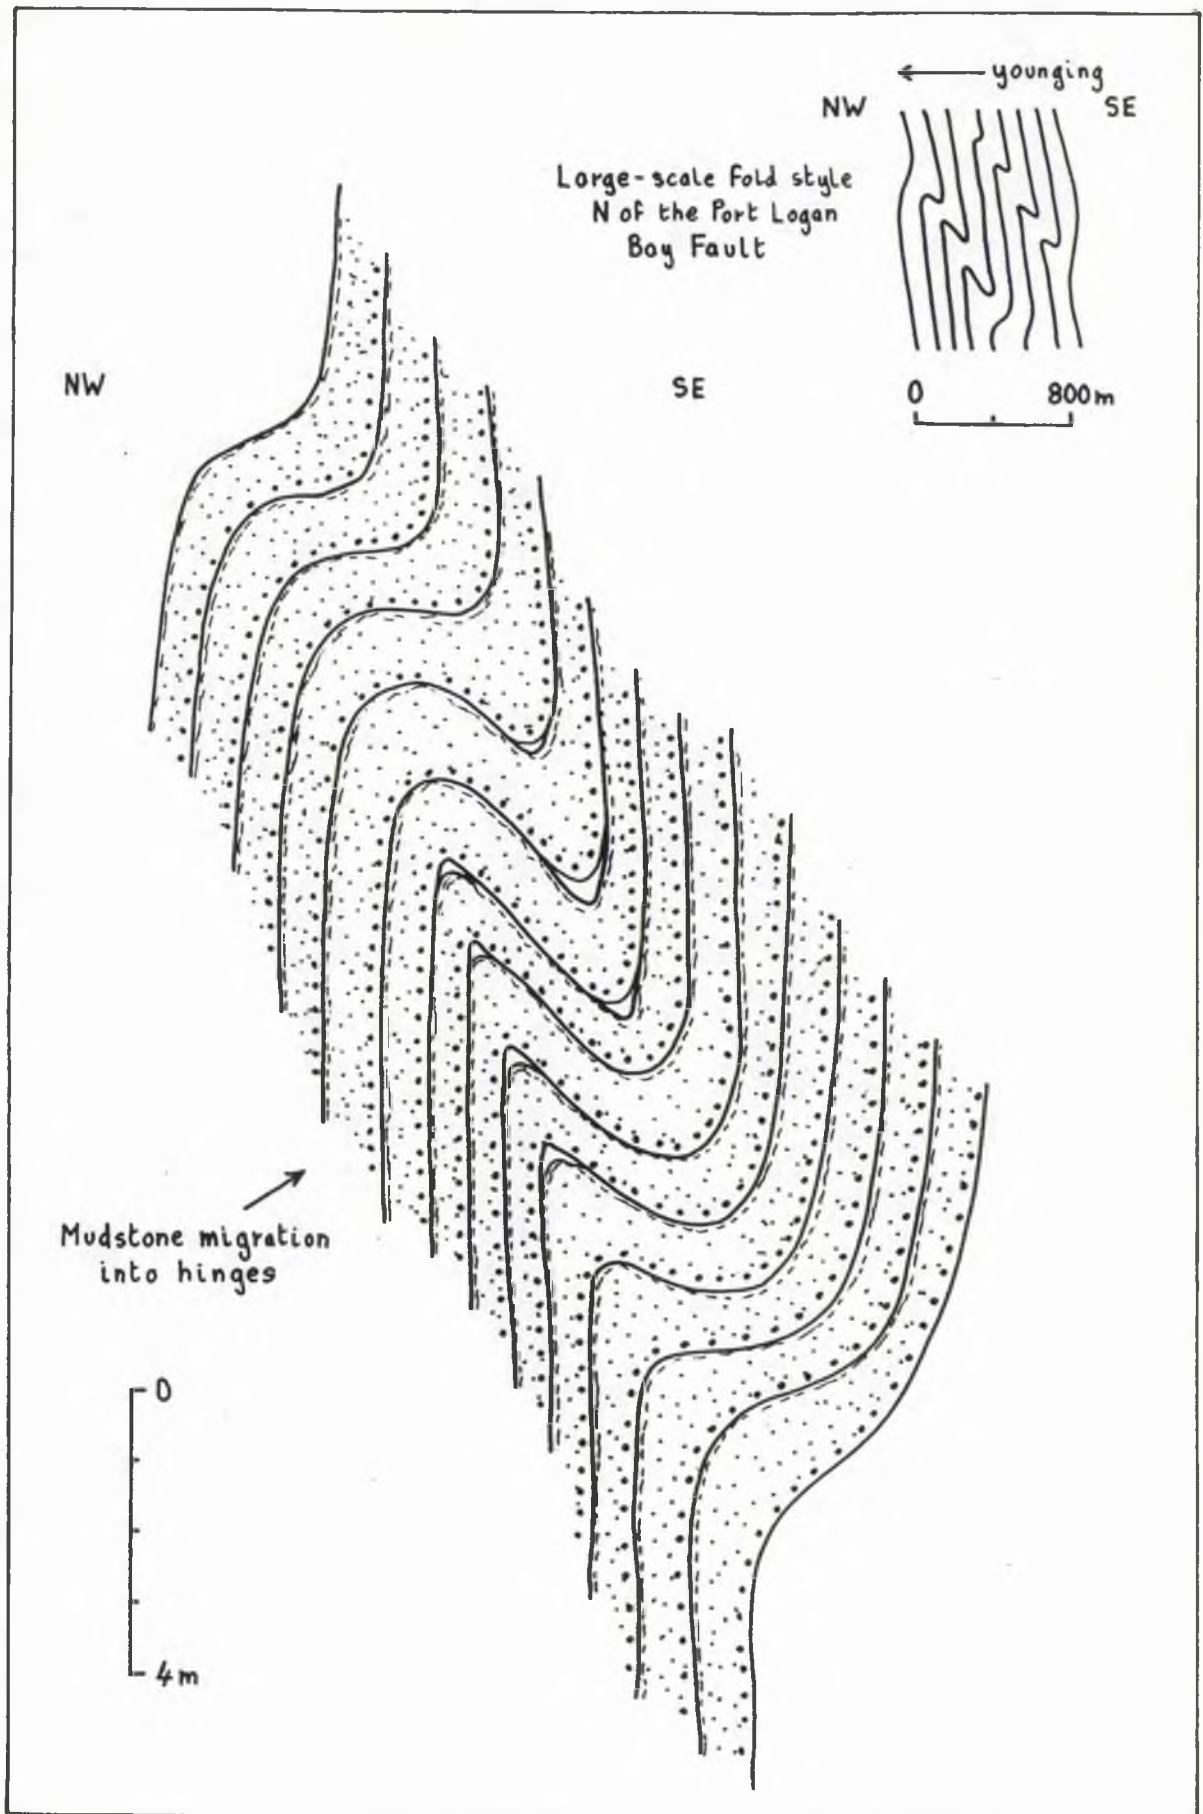 younging
NW SE
Large-scale fold style
N of the Port Logan
Bay Fault
0 800m
NW SE
Mudstone migration
into hinges
0
4m